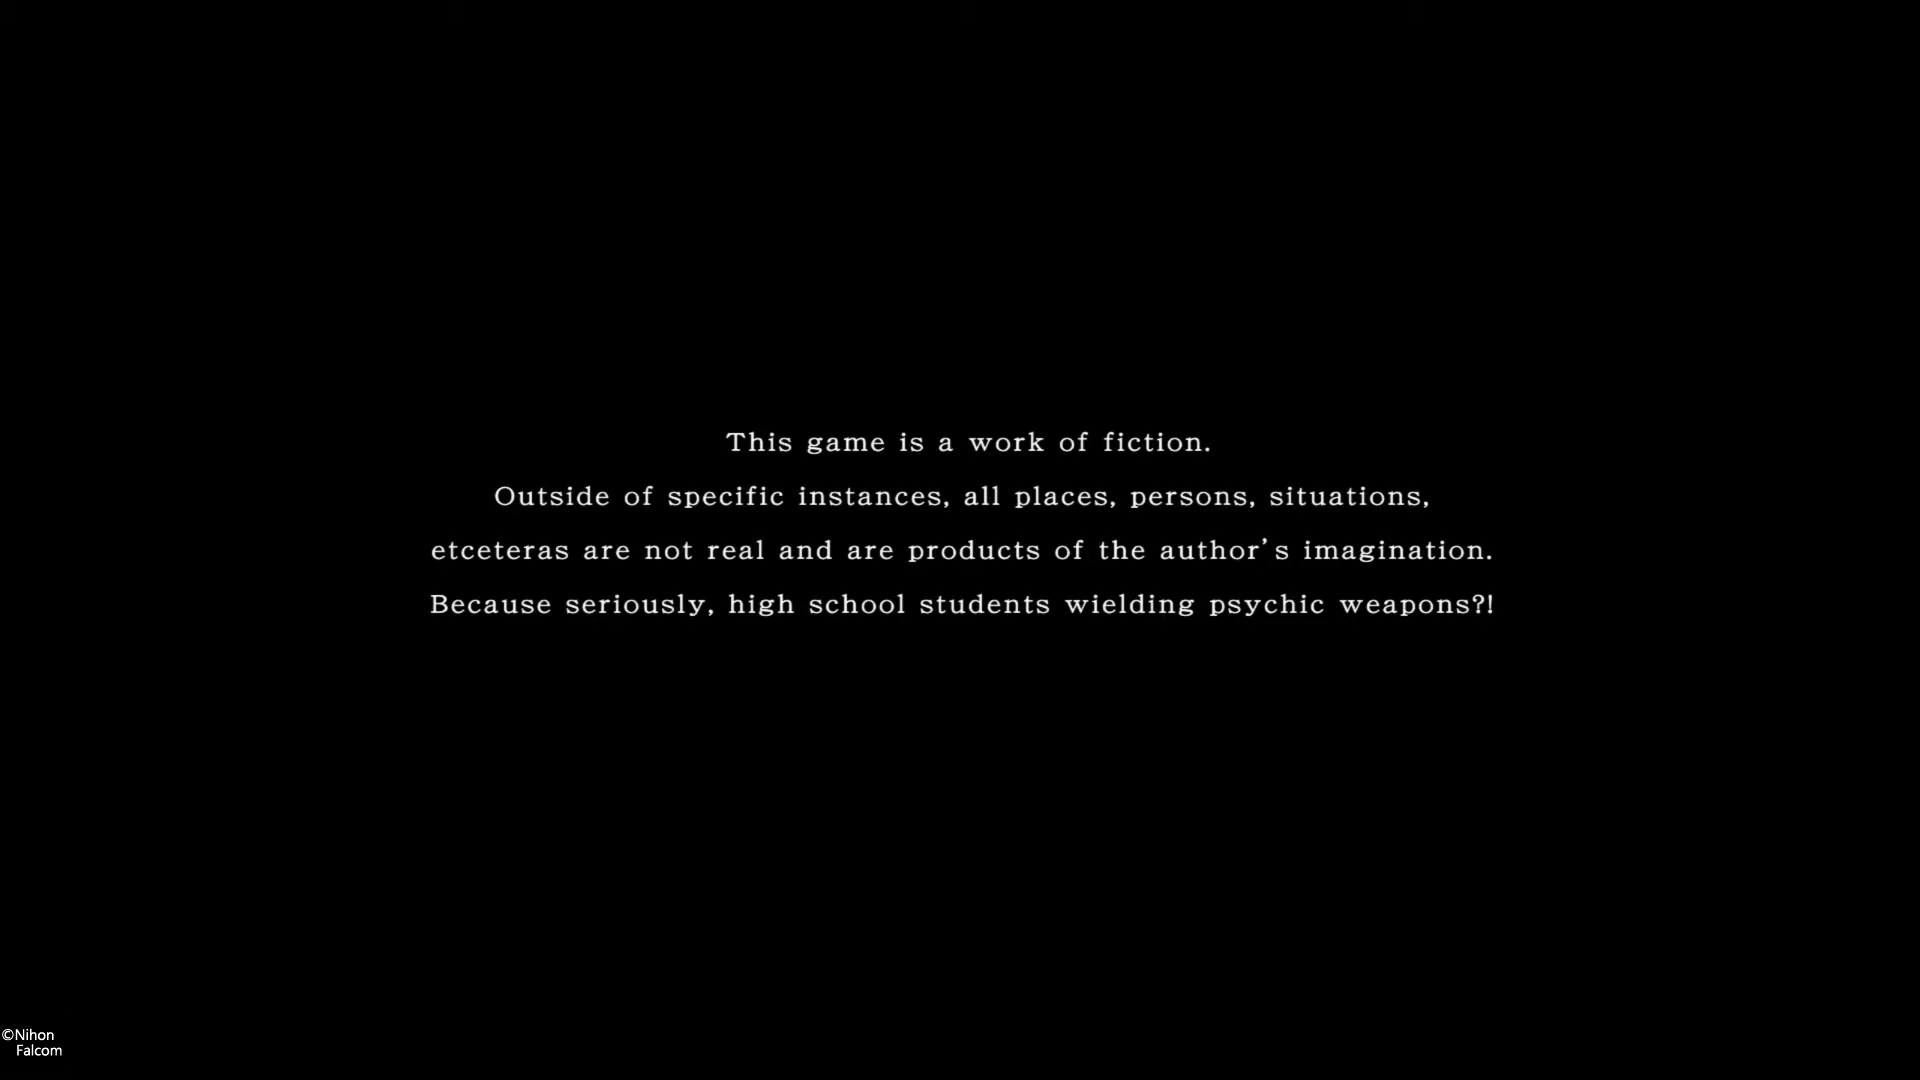 This game is a work of fiction.
Outside of specific instances, all places, persons, situations,
etceteras are not real and are products of the author's imagination.
Because seriously, high school students wielding psychic weapons?!
©Nihon
Falcom